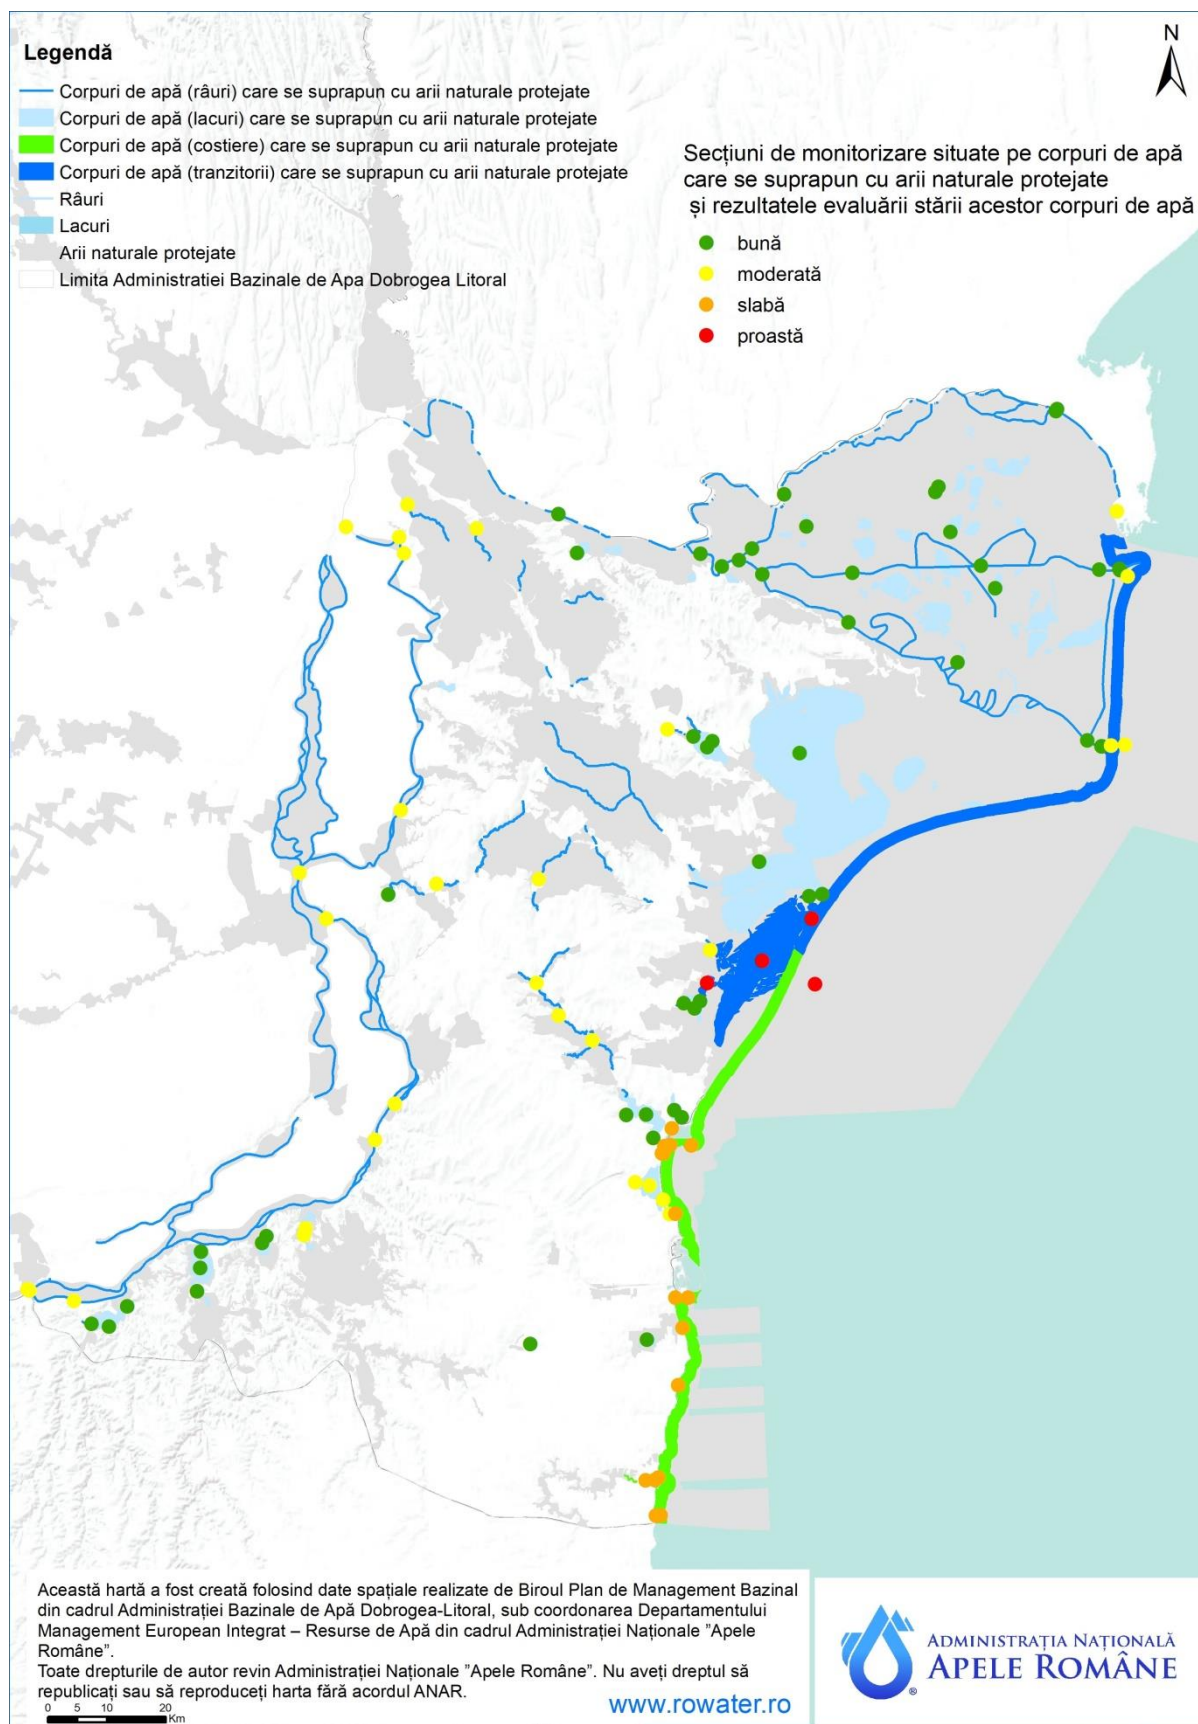 Legendă
Corpuri de apă (râuri) care se suprapun cu arii naturale protejate
Corpuri de apă (lacuri) care se suprapun cu arii naturale protejate
Corpuri de apă (costiere) care se suprapun cu arii naturale protejate
Corpuri de apă (tranzitorii) care se suprapun cu arii naturale protejate
Râuri
Lacuri
Arii naturale protejate
Limita Administratiei Bazinale de Apa Dobrogea Litoral
N
Secțiuni de monitorizare situate pe corpuri de apă
care se suprapun cu arii naturale protejate
și rezultatele evaluării stării acestor corpuri de apă
bună
moderată
slabă
proastă
Această hartă a fost creată folosind date spațiale realizate de Biroul Plan de Management Bazinal
din cadrul Administrației Bazinale de Apă Dobrogea-Litoral, sub coordonarea Departamentului
Management European Integrat – Resurse de Apă din cadrul Administrației Naționale "Apele
Române".
Toate drepturile de autor revin Administrației Naționale "Apele Române". Nu aveți dreptul să
republicați sau să reproduceți harta fără acordul ANAR.
0 5 10 20
Km
www.rowater.ro
ADMINISTRAȚIA NAȚIONALĂ
APELE ROMÂNE
®